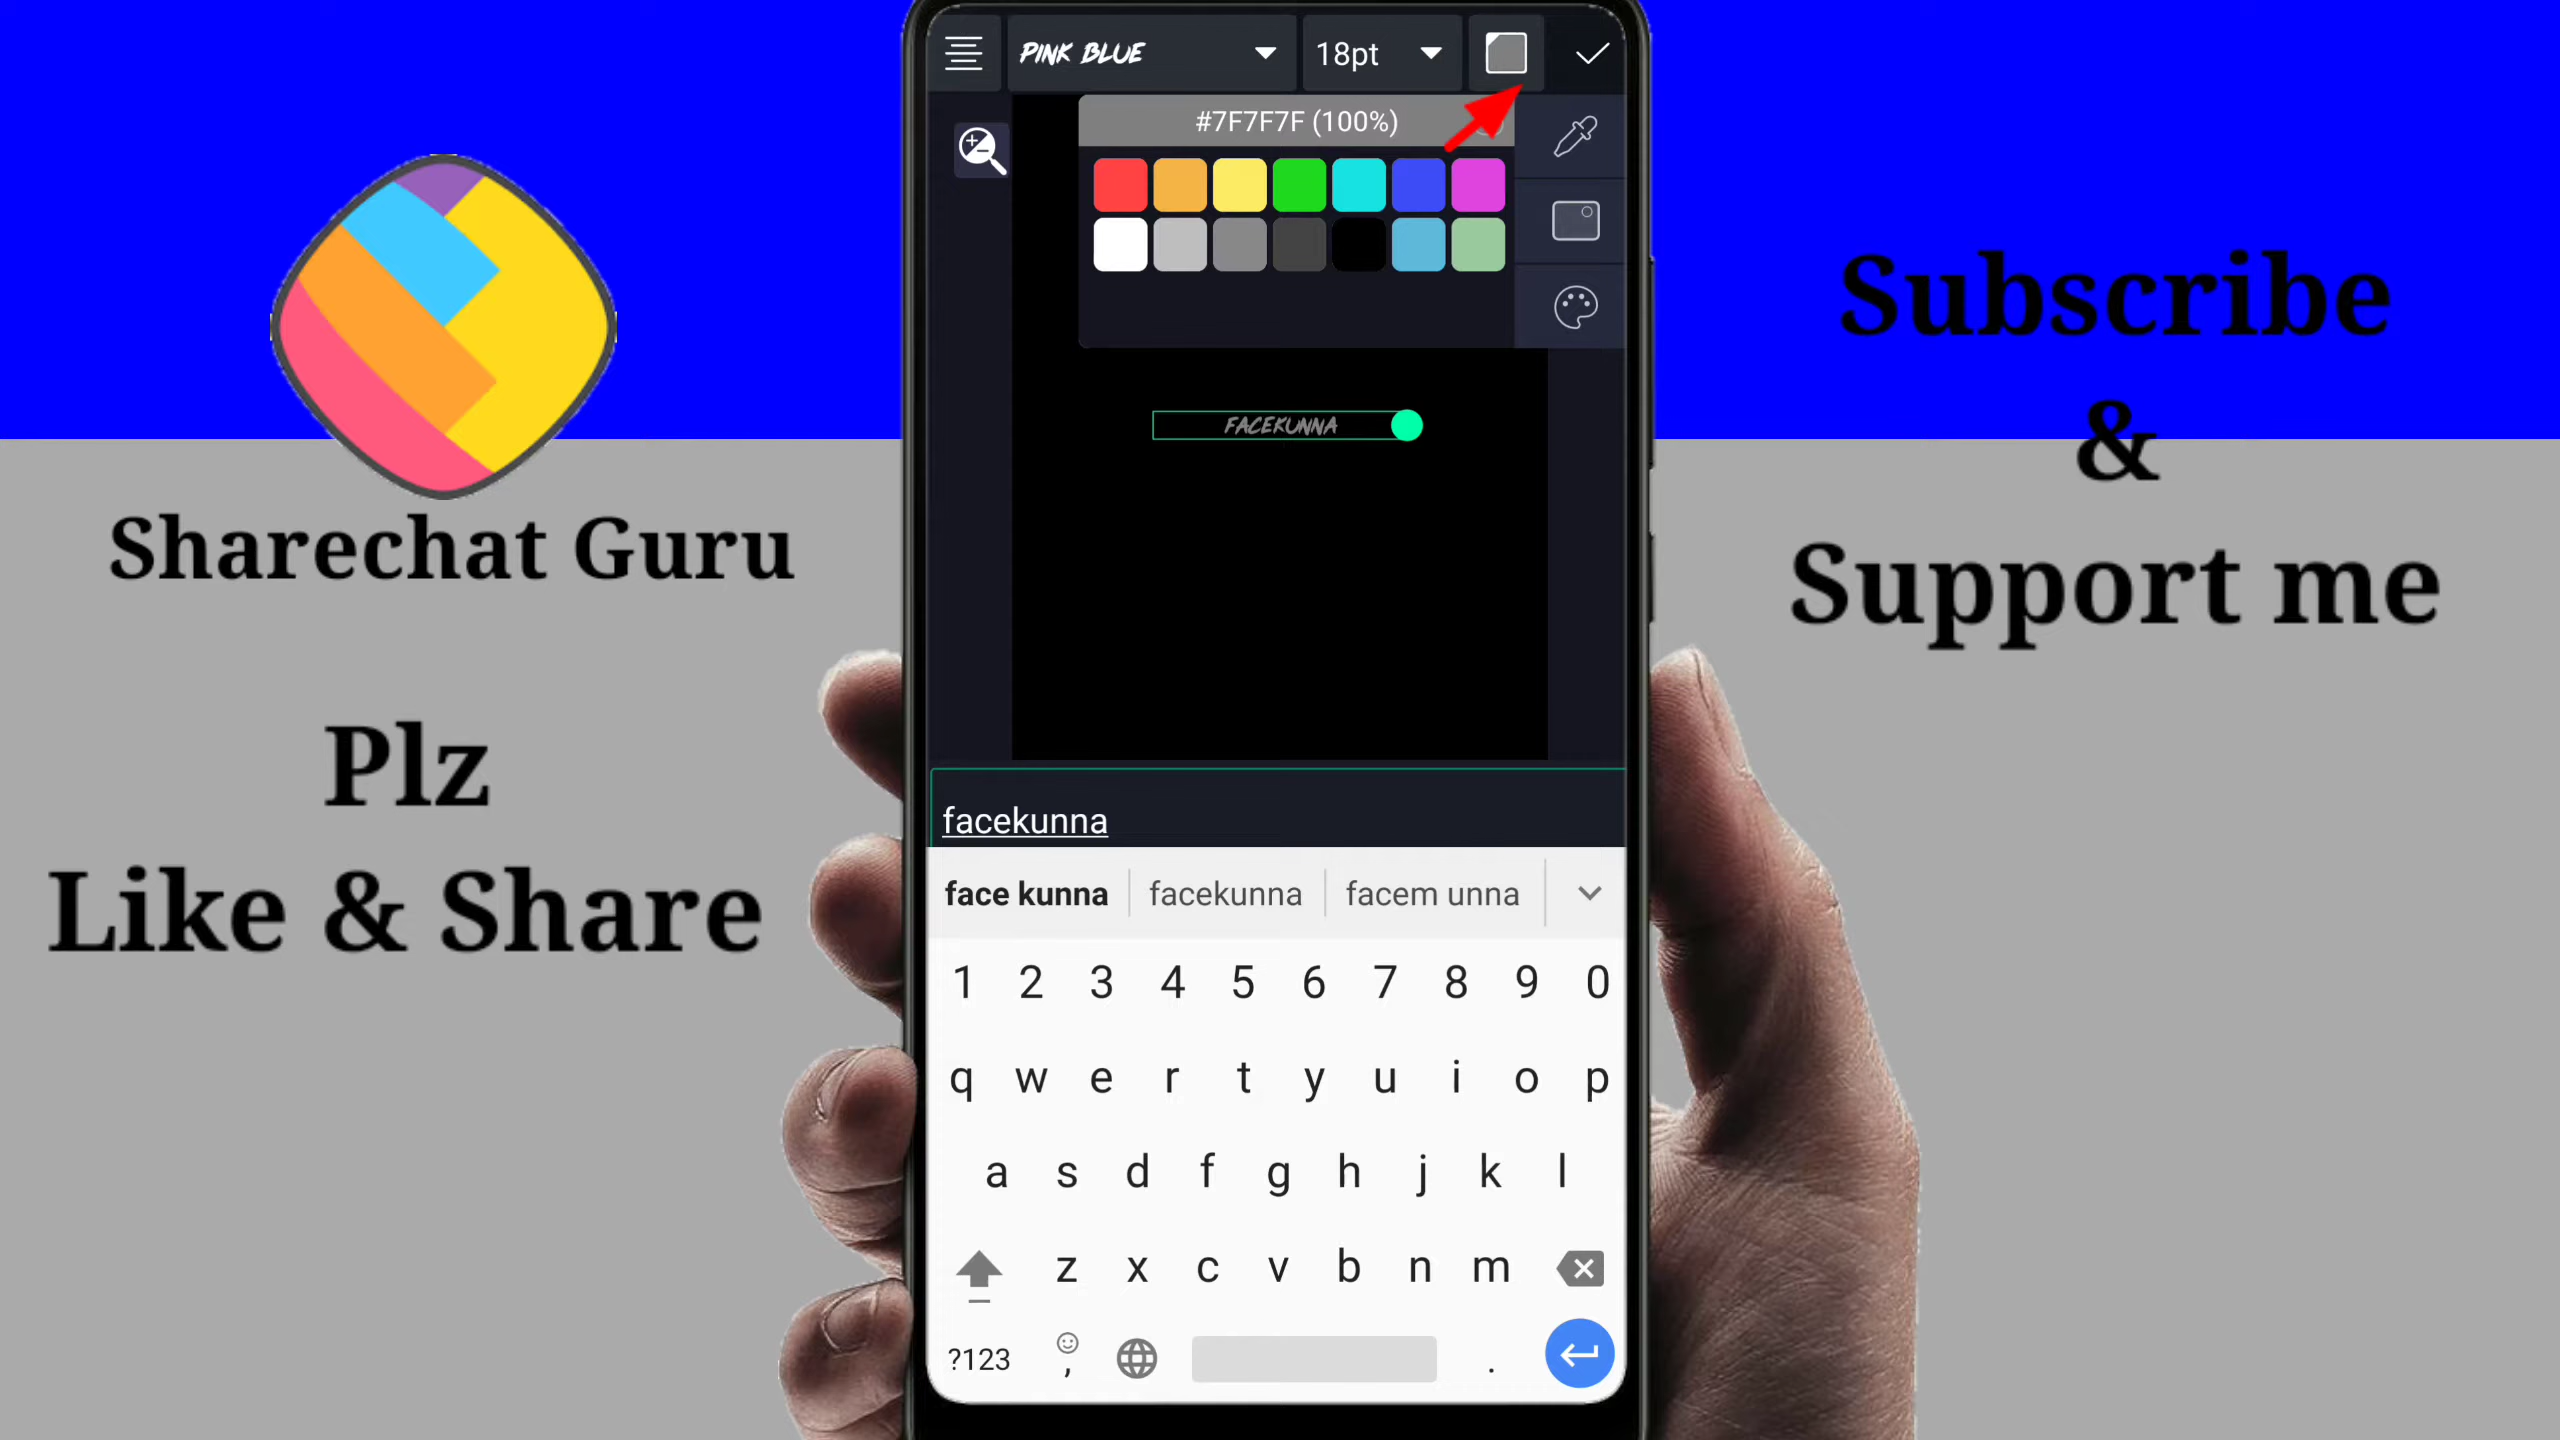 PINK BLUE 18pt
#7F7F7F (100%)
FACEKUNNA
facekunna
face kunna facekunna facem unna
1 2 3 4 5 6 7 8 9 0
q w e r t y u i o p
a s d f g h j k l
z x c v b n m
?123 , .
Sharechat Guru
Plz
Like & Share
Subscribe
&
Support me